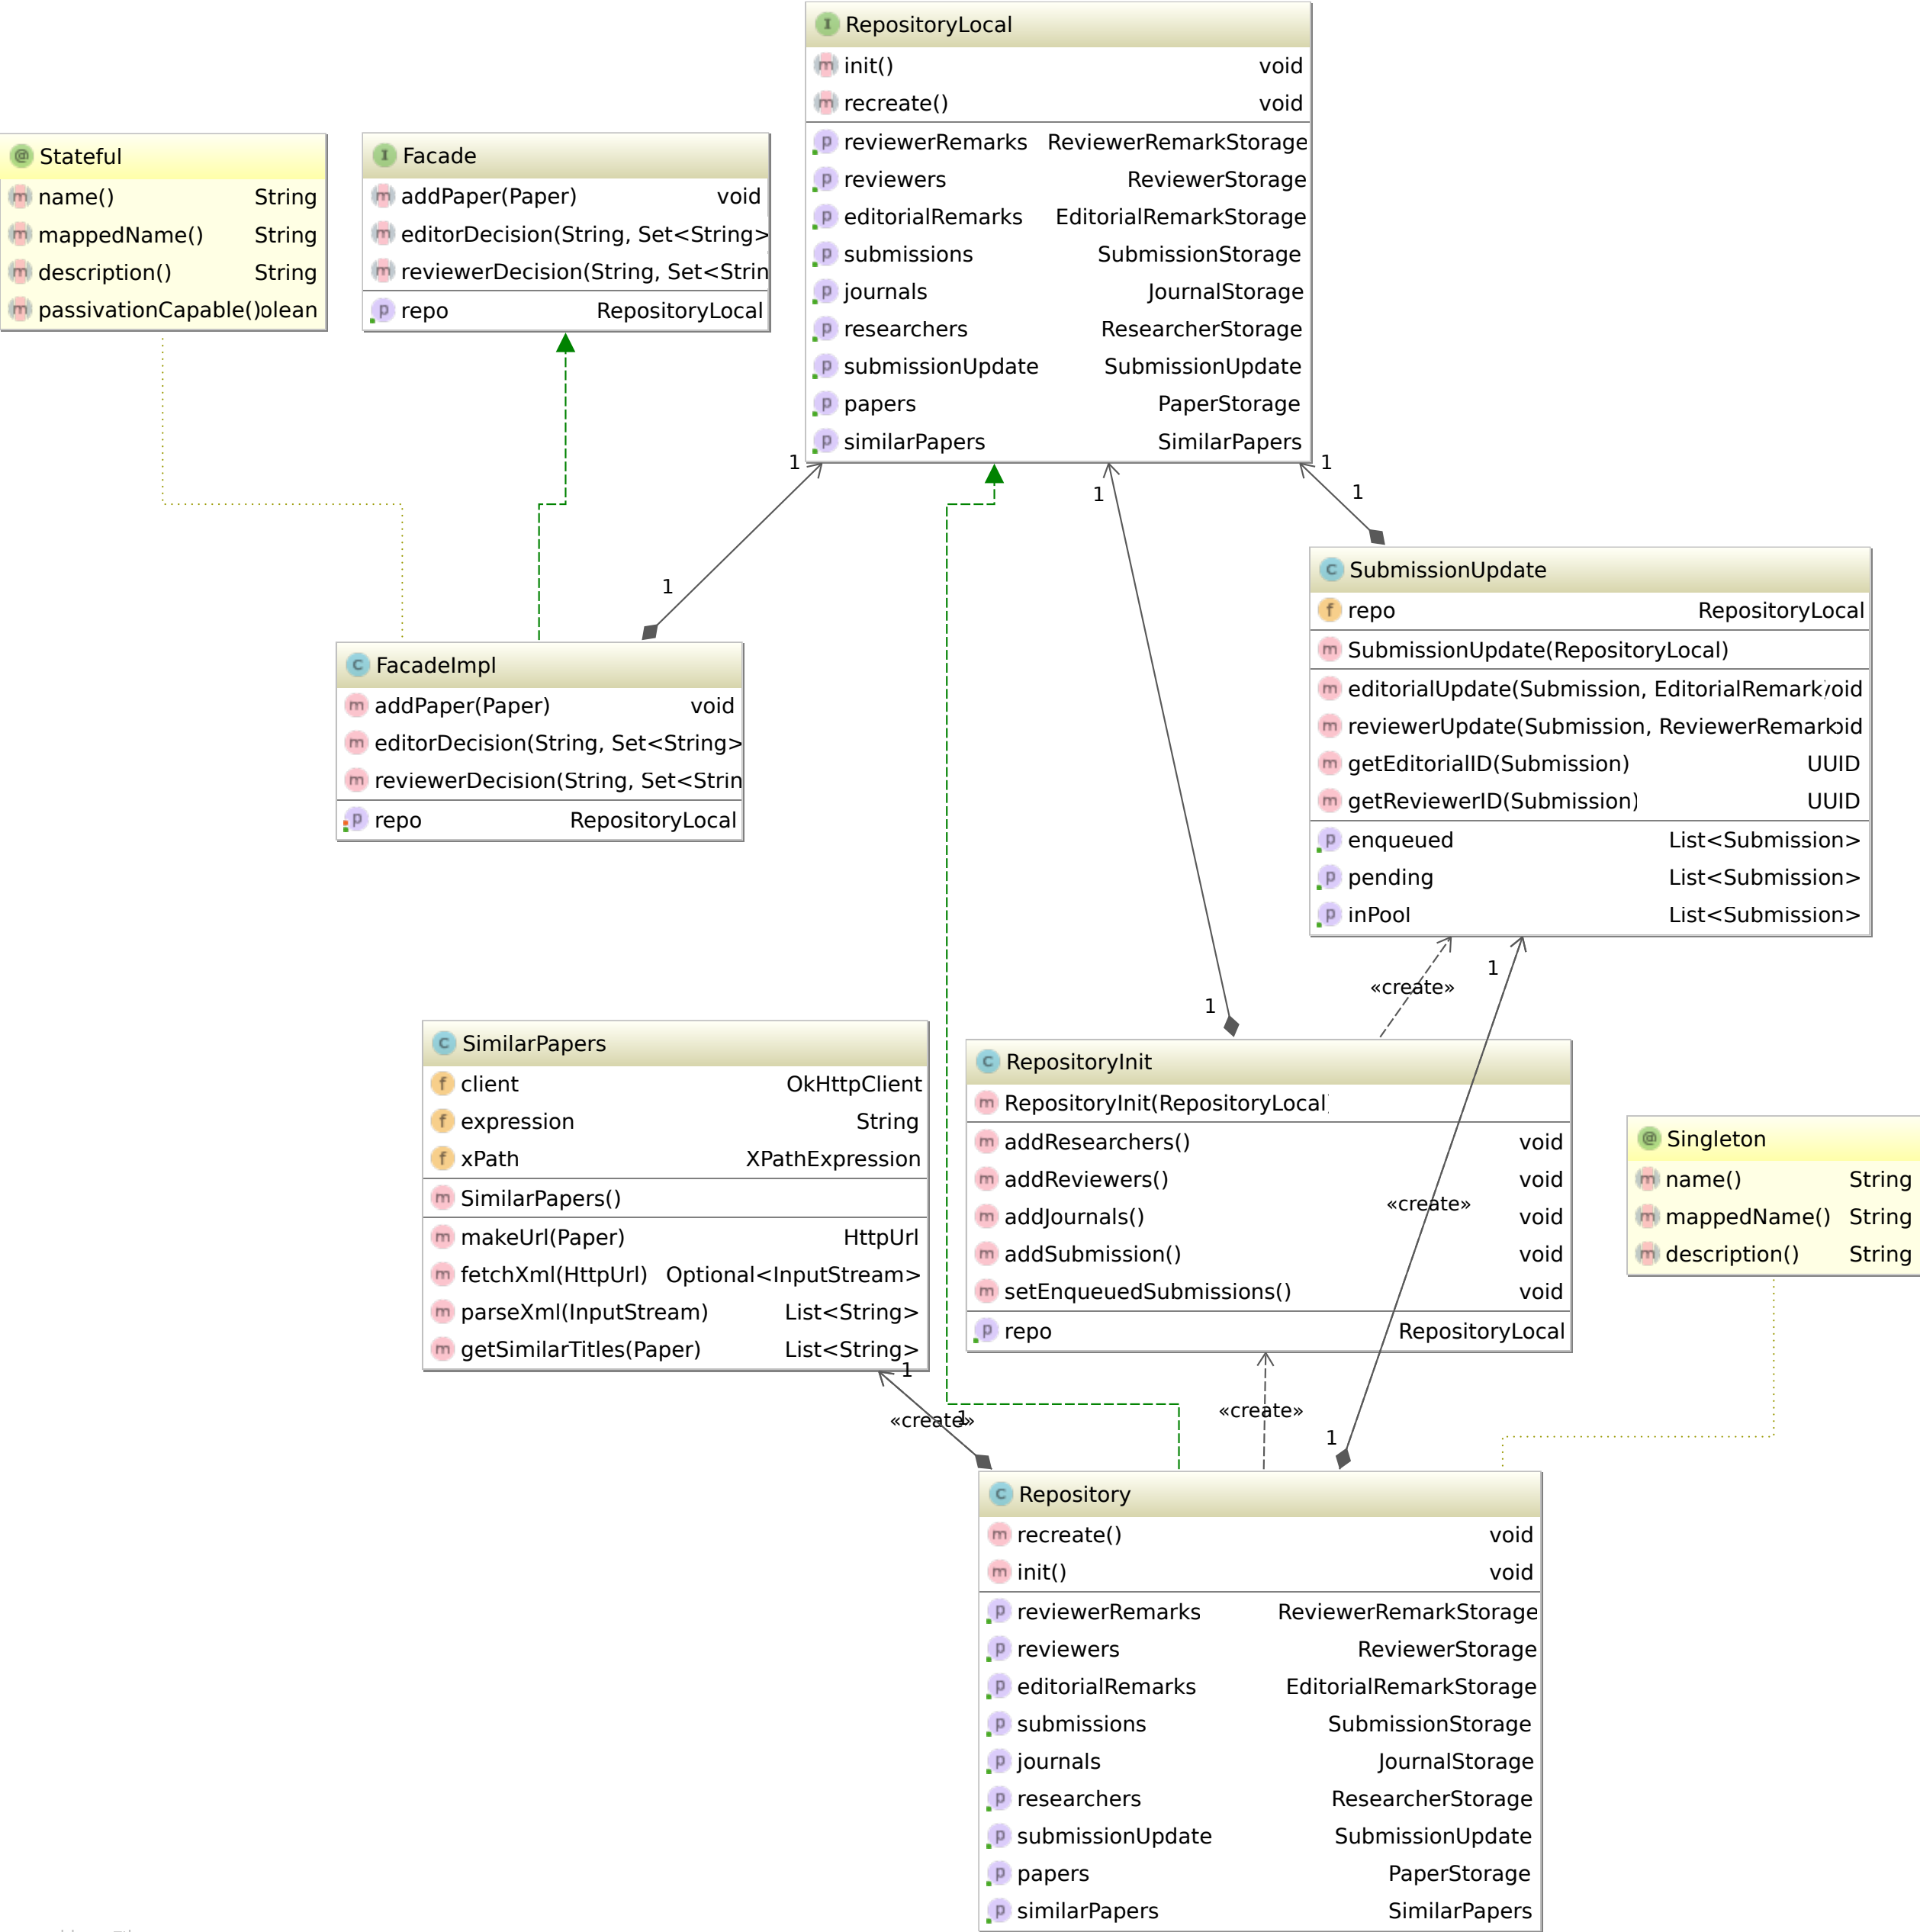 RepositoryLocal
init() void
recreate() void
reviewerRemarks ReviewerRemarkStorage
reviewers ReviewerStorage
editorialRemarks EditorialRemarkStorage
submissions SubmissionStorage
journals JournalStorage
researchers ResearcherStorage
submissionUpdate SubmissionUpdate
papers PaperStorage
similarPapers SimilarPapers
Stateful
name() String
mappedName() String
description() String
passivationCapable() olean
Facade
addPaper(Paper) void
editorDecision(String, Set<String>
reviewerDecision(String, Set<Strin
repo RepositoryLocal
1
1
1
1
1
1
SubmissionUpdate
repo RepositoryLocal
SubmissionUpdate(RepositoryLocal)
editorialUpdate(Submission, EditorialRemark void
reviewerUpdate(Submission, ReviewerRemark oid
getEditorialID(Submission) UUID
getReviewerID(Submission) UUID
enqueued List<Submission>
pending List<Submission>
inPool List<Submission>
FacadeImpl
addPaper(Paper) void
editorDecision(String, Set<String>
reviewerDecision(String, Set<Strin
repo RepositoryLocal
1
«create»
SimilarPapers
client OkHttpClient
expression String
xPath XPathExpression
SimilarPapers()
makeUrl(Paper) HttpUrl
fetchXml(HttpUrl) Optional<InputStream>
parseXml(InputStream) List<String>
getSimilarTitles(Paper) List<String>
RepositoryInit
RepositoryInit(RepositoryLocal
addResearchers() void
addReviewers() void
addJournals() void
addSubmission() void
setEnqueuedSubmissions() void
repo RepositoryLocal
«create»
Singleton
name() String
mappedName() String
description() String
1
«create»
1
«create»
1
Repository
recreate() void
init() void
reviewerRemarks ReviewerRemarkStorage
reviewers ReviewerStorage
editorialRemarks EditorialRemarkStorage
submissions SubmissionStorage
journals JournalStorage
researchers ResearcherStorage
submissionUpdate SubmissionUpdate
papers PaperStorage
similarPapers SimilarPapers